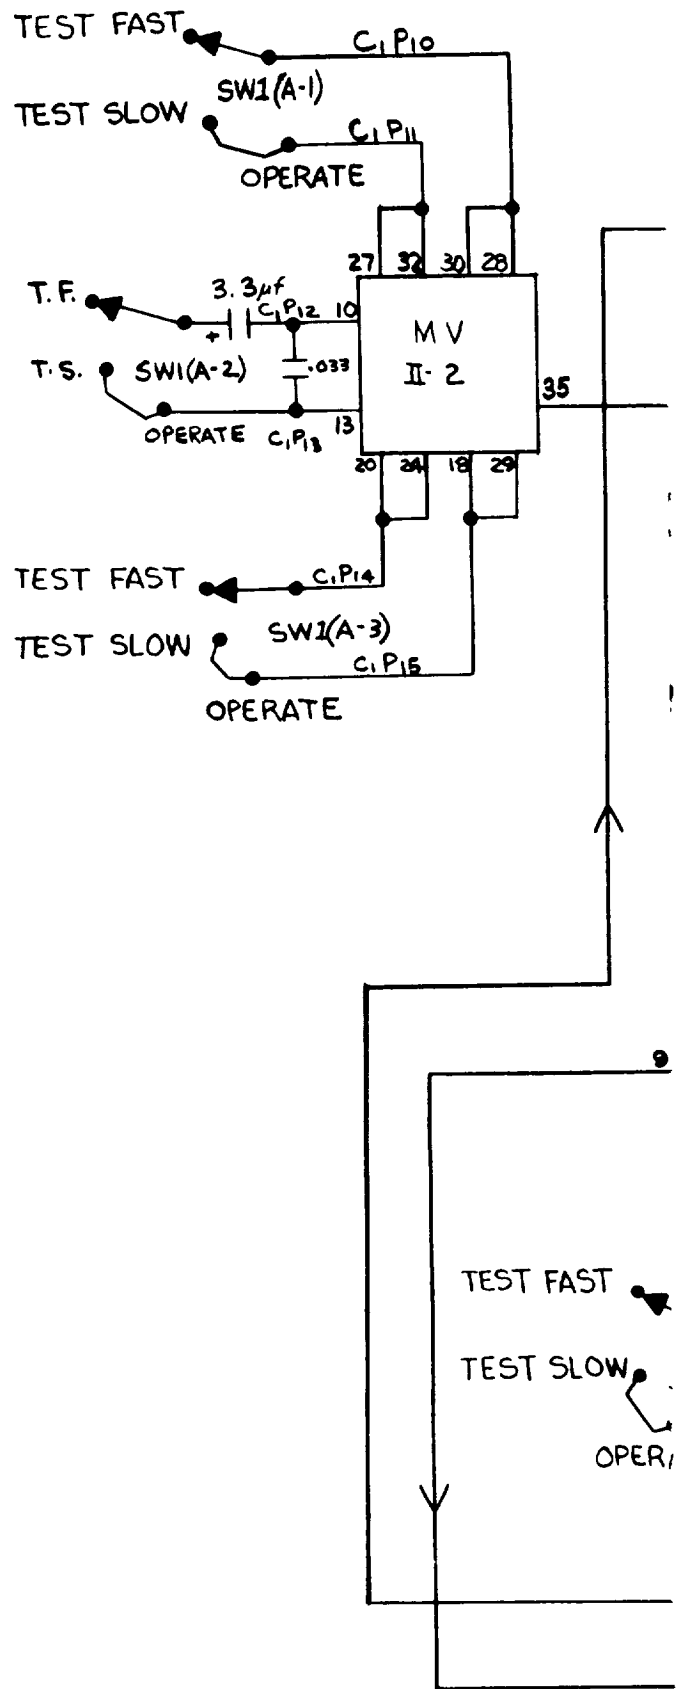 TEST FAST
C1P10
SW1(A-1)
TEST SLOW
C1P11
OPERATE
27 32 30 28
T.F.
3.3µf
C1P12
10
+
MV
II-2
T.S.
SW1(A-2)
.033
35
OPERATE
C1P13
13
20 24 18 29
TEST FAST
C1P14
SW1(A-3)
TEST SLOW
C1P15
OPERATE
9
TEST FAST
TEST SLOW
OPER